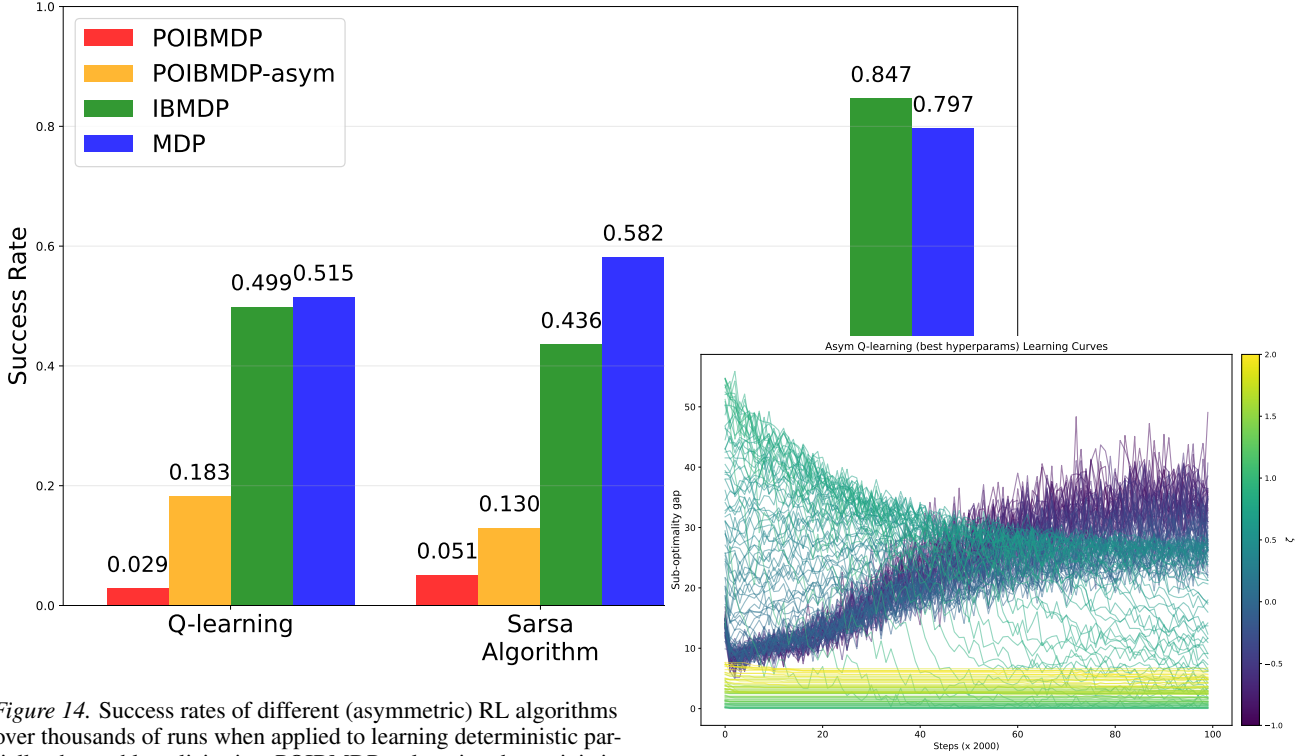 1.0
0.8
0.6
0.4
0.2
0.0
Success Rate
POIBMDP
POIBMDP-asym
IBMDP
MDP
0.029
0.183
0.499
0.515
0.051
0.130
0.436
0.582
0.847
0.797
Q-learning
Sarsa
Algorithm
Asym Q-learning (best hyperparams) Learning Curves
Sub-optimality gap
50
40
30
20
10
0
0 20 40 60 80 100
Steps (x 2000)
2.0
1.5
1.0
0.5
0.0
−0.5
−1.0
ζ
Figure 14. Success rates of different (asymmetric) RL algorithms
over thousands of runs when applied to learning deterministic par-